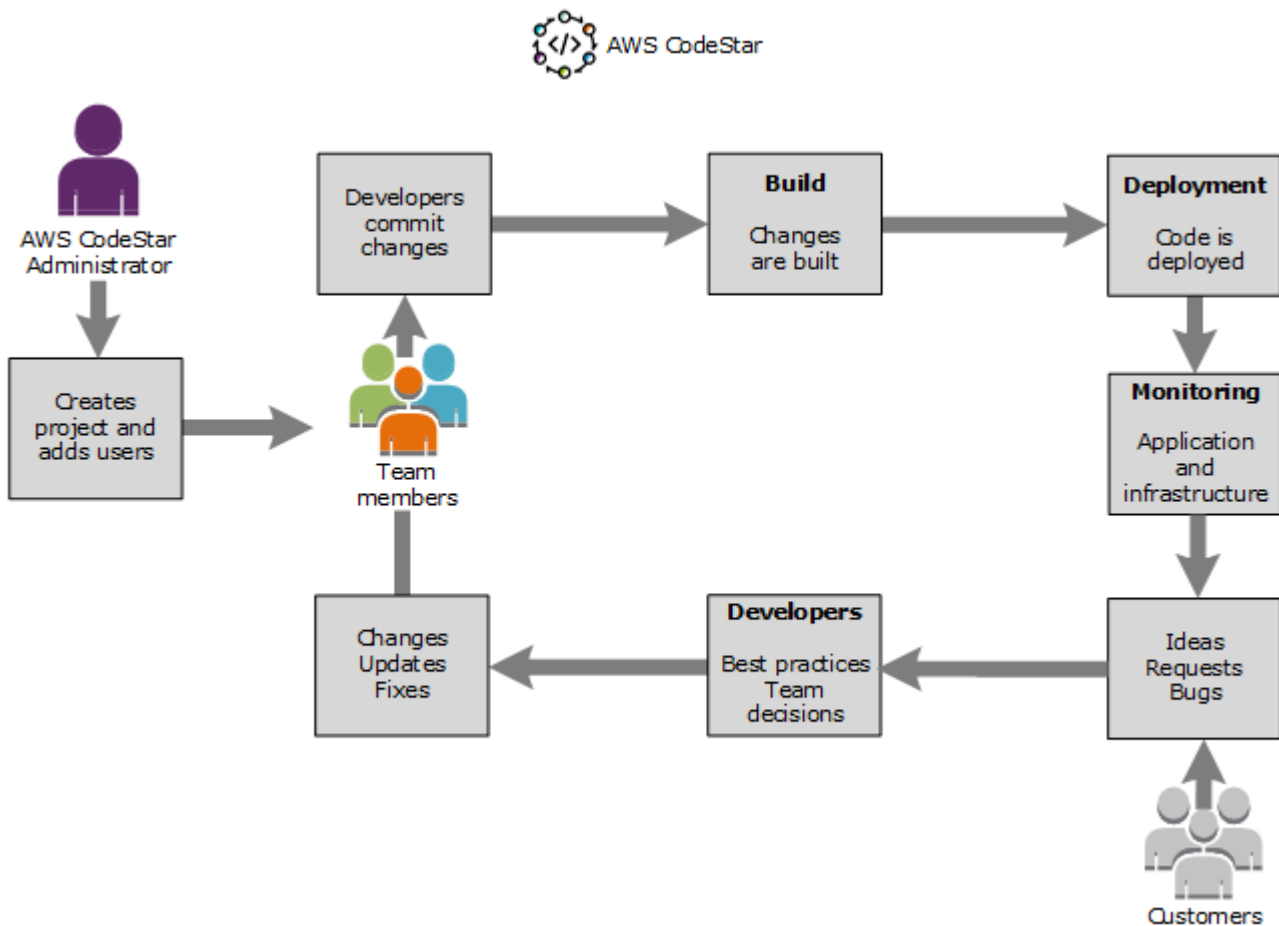 AWS CodeStar
AWS CodeStar
Administrator
Creates
project and
adds users
Team
members
Developers
commit
changes
Build
Changes
are built
Deployment
Code is
deployed
Monitoring
Application
and
infrastructure
Ideas
Requests
Bugs
Customers
Developers
Best practices
Team
decisions
Changes
Updates
Fixes